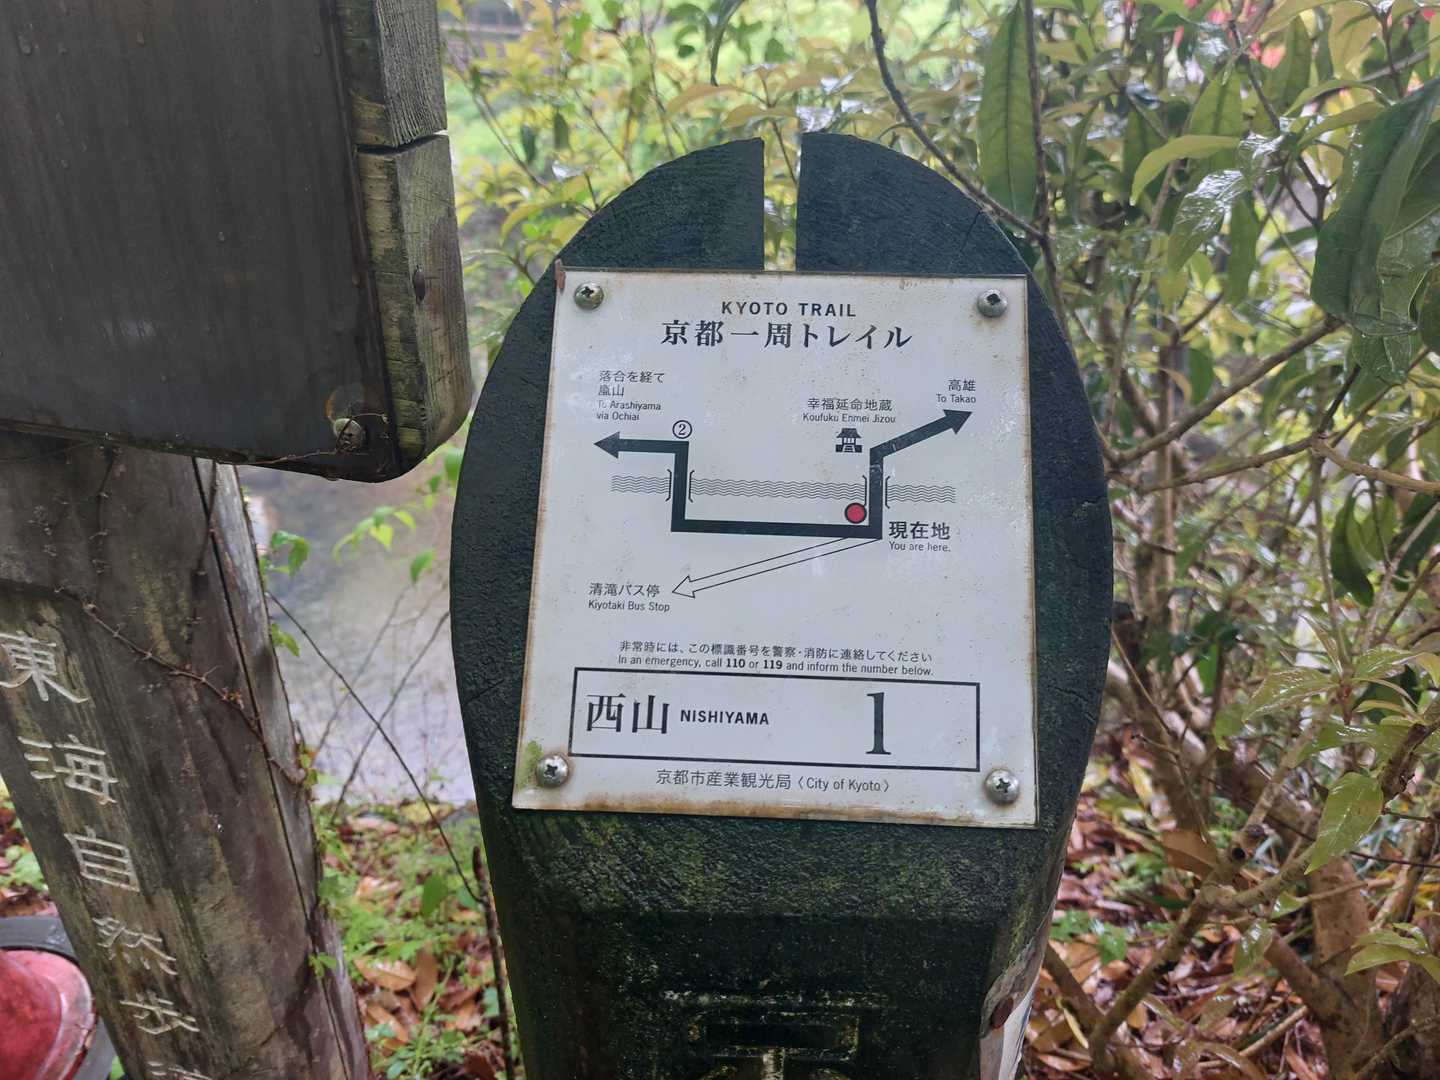 KYOTO TRAIL
京都一周トレイル
落合を経て
嵐山
To Arashiyama
via Ochiai
②
幸福延命地蔵
Koufuku Enmei Jizou
高雄
To Takao
現在地
You are here.
清滝バス停
Kiyotaki Bus Stop
非常時には、この標識番号を警察・消防に連絡してください
In an emergency, call 110 or 119 and inform the number below.
西山 NISHIYAMA 1
京都市産業観光局〈City of Kyoto〉
東海自然歩